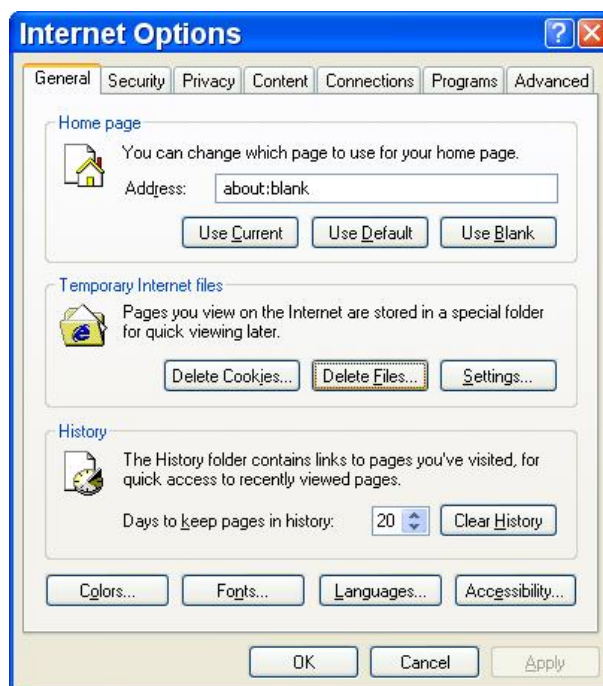 Internet Options
General Security Privacy Content Connections Programs Advanced
Home page
You can change which page to use for your home page.
Address: about:blank
Use Current Use Default Use Blank
Temporary Internet files
Pages you view on the Internet are stored in a special folder
for quick viewing later.
Delete Cookies... Delete Files... Settings...
History
The History folder contains links to pages you've visited, for
quick access to recently viewed pages.
Days to keep pages in history: 20 Clear History
Colors... Fonts... Languages... Accessibility...
OK Cancel Apply